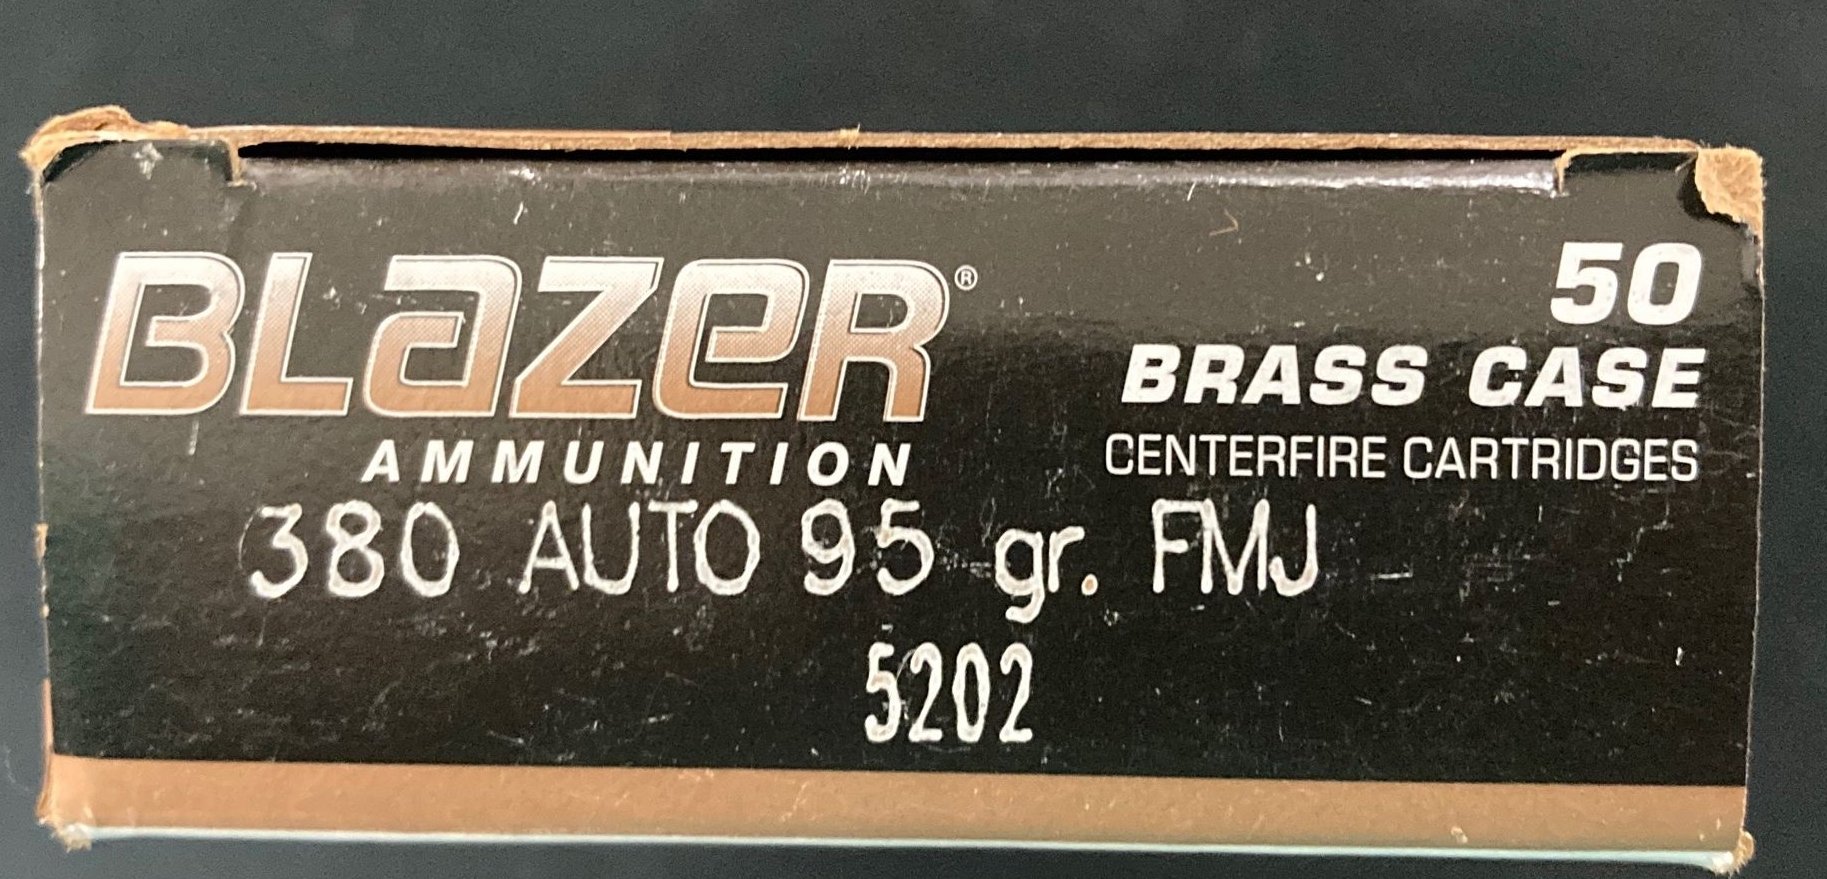 BLazeR®
AMMUNITION
50
BRASS CASE
CENTERFIRE CARTRIDGES
380 AUTO 95 gr. FMJ
5202